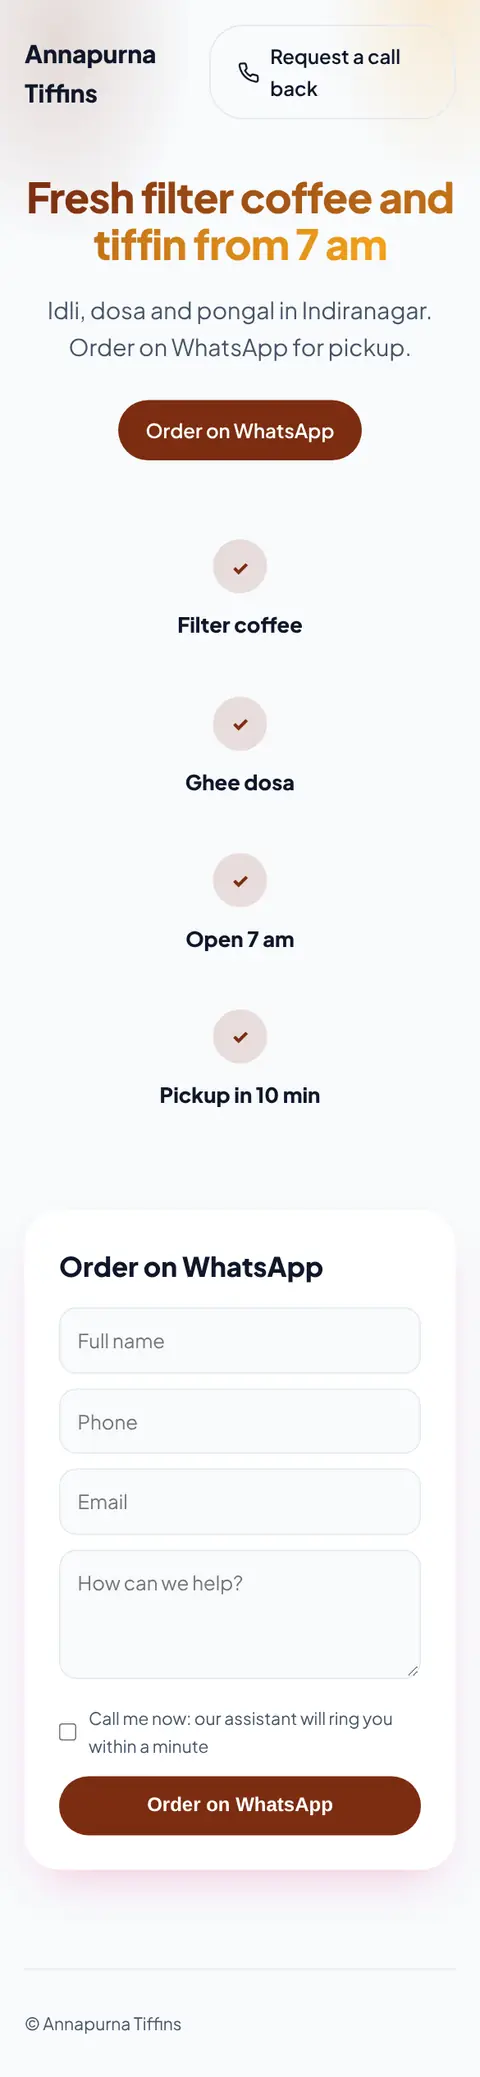 Annapurna
Tiffins
Request a call
back
Fresh filter coffee and
tiffin from 7 am
Idli, dosa and pongal in Indiranagar.
Order on WhatsApp for pickup.
Order on WhatsApp
Filter coffee
Ghee dosa
Open 7 am
Pickup in 10 min
Order on WhatsApp
Full name
Phone
Email
How can we help?
Call me now: our assistant will ring you
within a minute
Order on WhatsApp
© Annapurna Tiffins